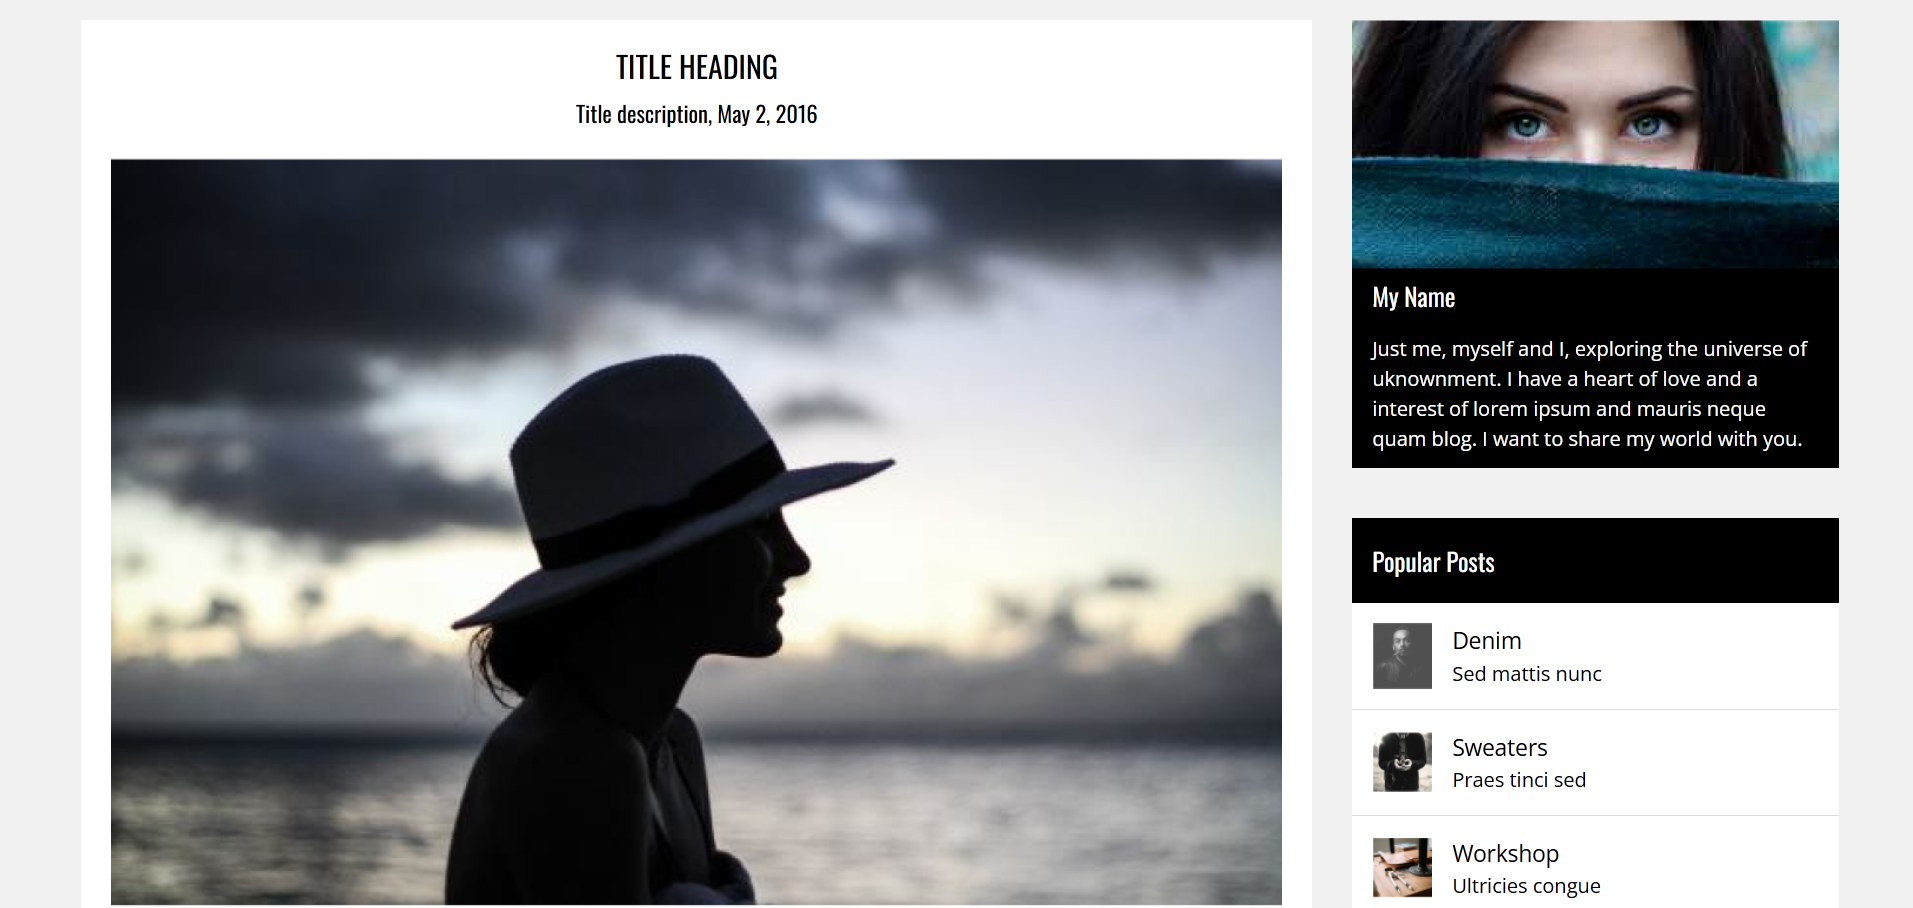 TITLE HEADING
Title description, May 2, 2016
My Name
Just me, myself and I, exploring the universe of
uknownment. I have a heart of love and a
interest of lorem ipsum and mauris neque
quam blog. I want to share my world with you.
Popular Posts
Denim
Sed mattis nunc
Sweaters
Praes tinci sed
Workshop
Ultricies congue